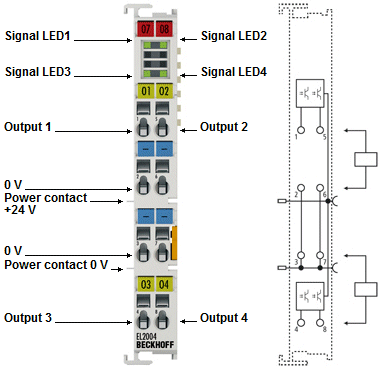 07 08
Signal LED1
Signal LED2
Signal LED3
Signal LED4
01 02
Output 1
Output 2
1 5
0 V
2 6
Power contact
+24 V
0 V
3 7
Power contact 0 V
03 04
Output 3
Output 4
4 8
EL2004
BECKHOFF